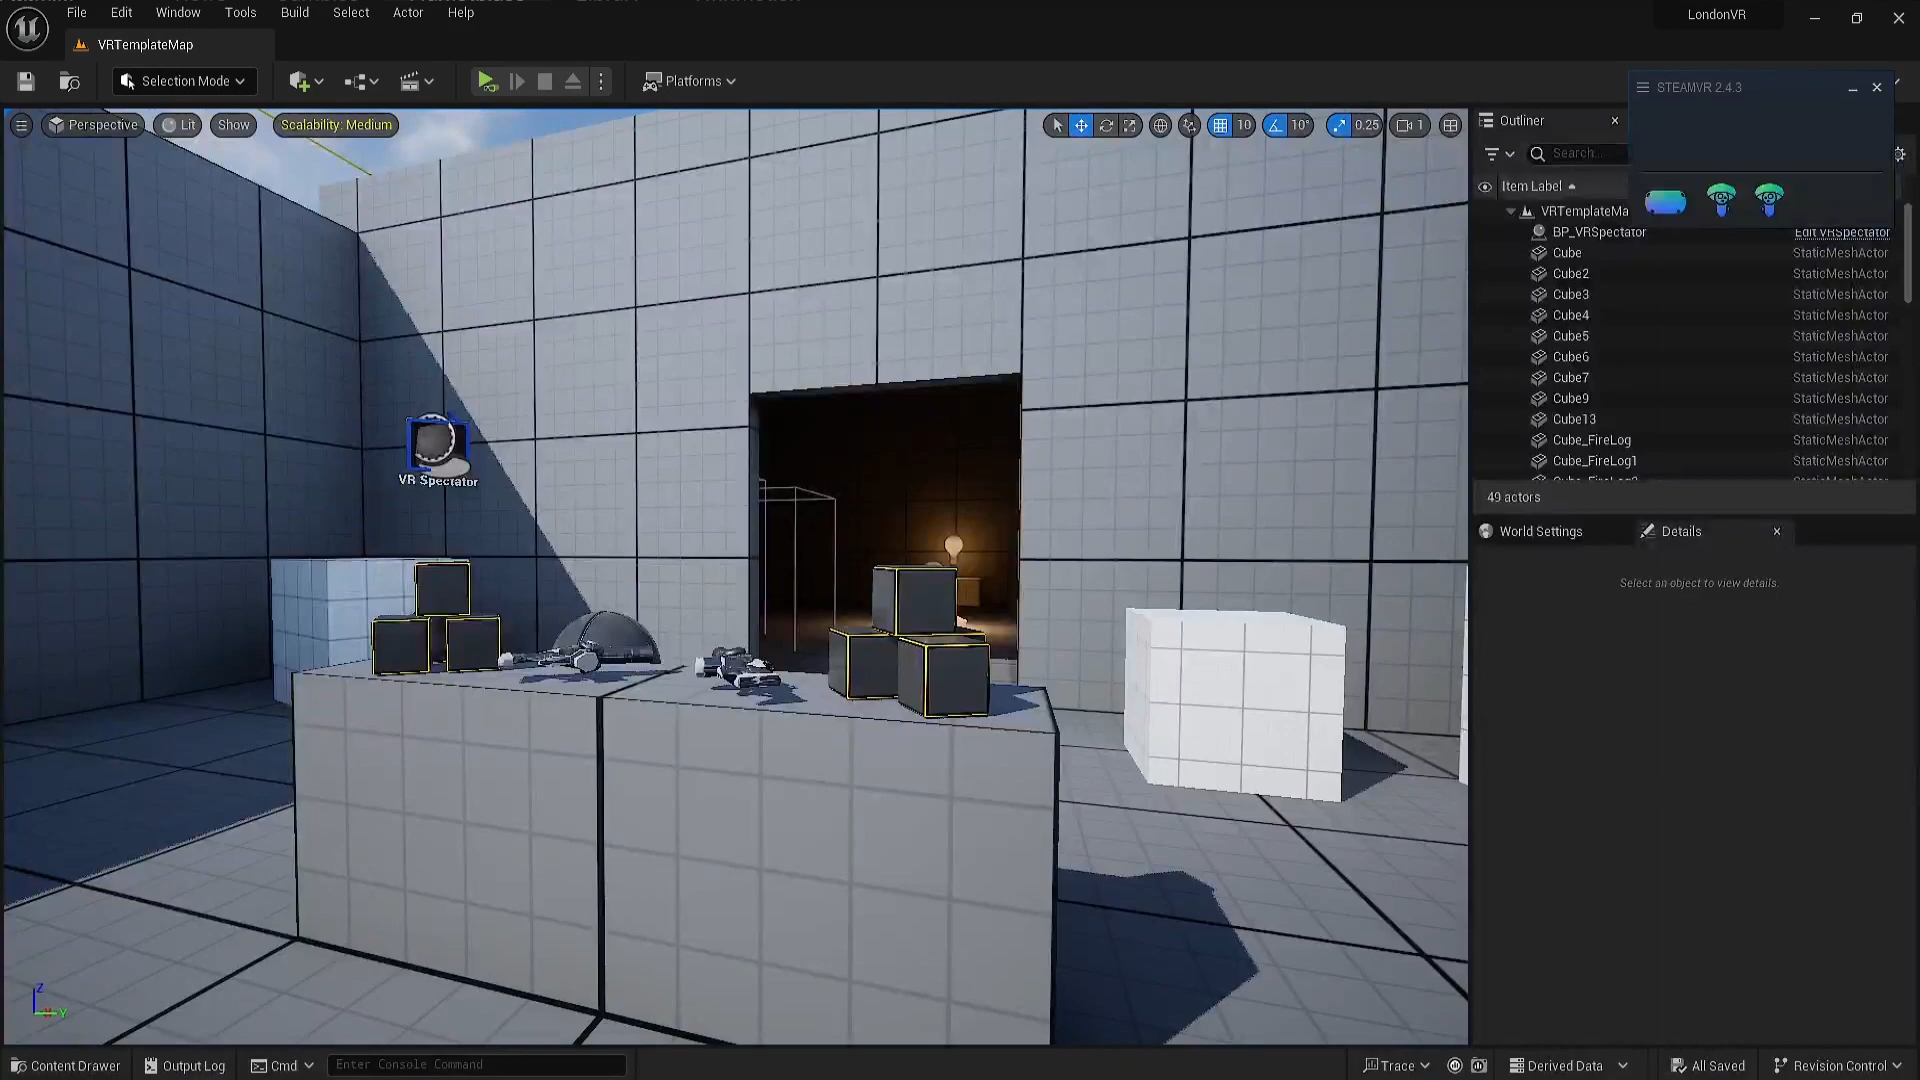 File Edit Window Tools Build Select Actor Help
LondonVR
VRTemplateMap
Selection Mode
Platforms
STEAMVR 2.4.3
Perspective Lit Show Scalability: Medium
10 10° 0.25 1
Outliner
Search...
Item Label
VRTemplateMa
BP_VRSpectator Edit VRSpectator
Cube StaticMeshActor
Cube2 StaticMeshActor
Cube3 StaticMeshActor
Cube4 StaticMeshActor
Cube5 StaticMeshActor
Cube6 StaticMeshActor
Cube7 StaticMeshActor
Cube9 StaticMeshActor
Cube13 StaticMeshActor
Cube_FireLog StaticMeshActor
Cube_FireLog1 StaticMeshActor
49 actors
World Settings Details
Select an object to view details.
VR Spectator
Z
Y
Content Drawer Output Log Cmd Enter Console Command
Trace Derived Data All Saved Revision Control